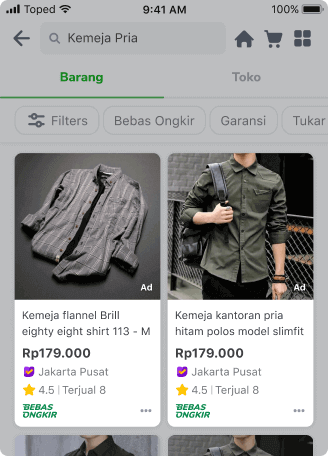 Toped
9:41 AM
100%
Kemeja Pria
Barang
Toko
Filters
Bebas Ongkir
Garansi
Tukar
Ad
Ad
Kemeja flannel Brill
eighty eight shirt 113 - M
Rp179.000
Jakarta Pusat
4.5 | Terjual 8
BEBAS
ONGKIR
Kemeja kantoran pria
hitam polos model slimfit
Rp179.000
Jakarta Pusat
4.5 | Terjual 8
BEBAS
ONGKIR